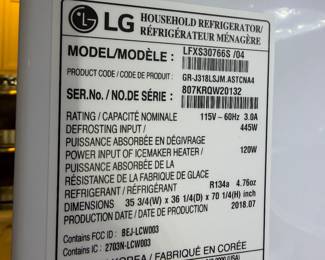 LG HOUSEHOLD REFRIGERATOR/
RÉFRIGÉRATEUR MÉNAGÈRE
MODEL/MODÈLE : LFXS30766S /04
PRODUCT CODE / CODE DE PRODUIT : GR-J318LSJM.ASTCNA4
SER.No. / NO.DE SÉRIE : 807KRQW20132
RATING / CAPACITÉ NOMINALE 115V~60Hz 3.0A
DEFROSTING INPUT / 445W
PUISSANCE ABSORBÉE EN DÉGIVRAGE
POWER INPUT OF ICEMAKER HEATER / 120W
PUISSANCE ABSORBÉE DE LA
RÉSISTANCE DE LA FABRIQUE DE GLACE
REFRIGERANT / RÉFRIGÉRANT R134a 4.76oz
DIMENSIONS 35 3/4(W) x 36 1/4(D) x 70 1/4(H) inch
PRODUCTION DATE / DATE DE PRODUCTION 2018.07
Contains FCC ID : BEJ-LCW003
Contains IC : 2703N-LCW003
KOREA / FABRIQUÉ EN CORÉE
(USA)